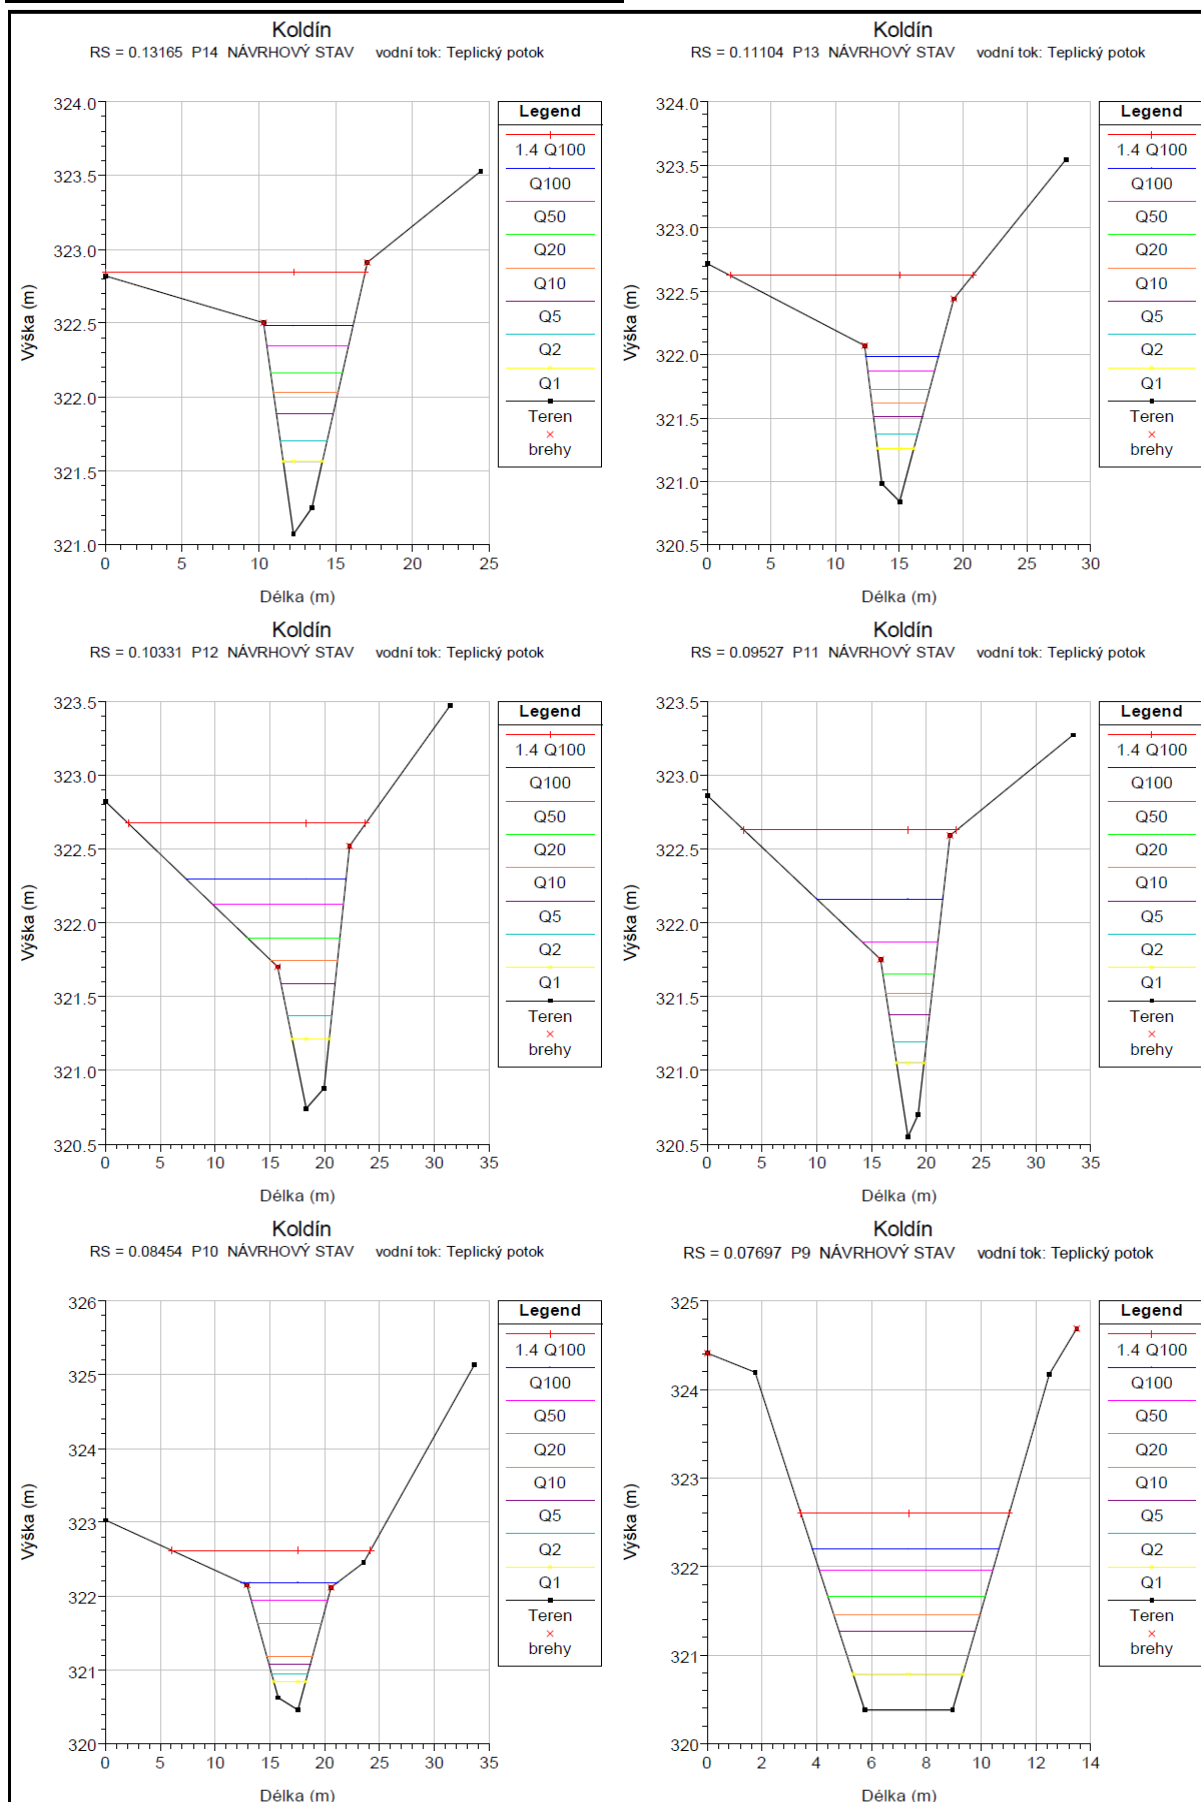 Koldín
RS = 0.13165 P14 NÁVRHOVÝ STAV vodní tok: Teplický potok
324.0
323.5
323.0
322.5
322.0
321.5
321.0
0 5 10 15 20 25
Výška (m)
Délka (m)
Legend
1.4 Q100
Q100
Q50
Q20
Q10
Q5
Q2
Q1
Teren
brehy
Koldín
RS = 0.11104 P13 NÁVRHOVÝ STAV vodní tok: Teplický potok
324.0
323.5
323.0
322.5
322.0
321.5
321.0
320.5
0 5 10 15 20 25 30
Výška (m)
Délka (m)
Legend
1.4 Q100
Q100
Q50
Q20
Q10
Q5
Q2
Q1
Teren
brehy
Koldín
RS = 0.10331 P12 NÁVRHOVÝ STAV vodní tok: Teplický potok
323.5
323.0
322.5
322.0
321.5
321.0
320.5
0 5 10 15 20 25 30 35
Výška (m)
Délka (m)
Legend
1.4 Q100
Q100
Q50
Q20
Q10
Q5
Q2
Q1
Teren
brehy
Koldín
RS = 0.09527 P11 NÁVRHOVÝ STAV vodní tok: Teplický potok
323.5
323.0
322.5
322.0
321.5
321.0
320.5
0 5 10 15 20 25 30 35
Výška (m)
Délka (m)
Legend
1.4 Q100
Q100
Q50
Q20
Q10
Q5
Q2
Q1
Teren
brehy
Koldín
RS = 0.08454 P10 NÁVRHOVÝ STAV vodní tok: Teplický potok
326
325
324
323
322
321
320
0 5 10 15 20 25 30 35
Výška (m)
Délka (m)
Legend
1.4 Q100
Q100
Q50
Q20
Q10
Q5
Q2
Q1
Teren
brehy
Koldín
RS = 0.07697 P9 NÁVRHOVÝ STAV vodní tok: Teplický potok
325
324
323
322
321
320
0 2 4 6 8 10 12 14
Výška (m)
Délka (m)
Legend
1.4 Q100
Q100
Q50
Q20
Q10
Q5
Q2
Q1
Teren
brehy